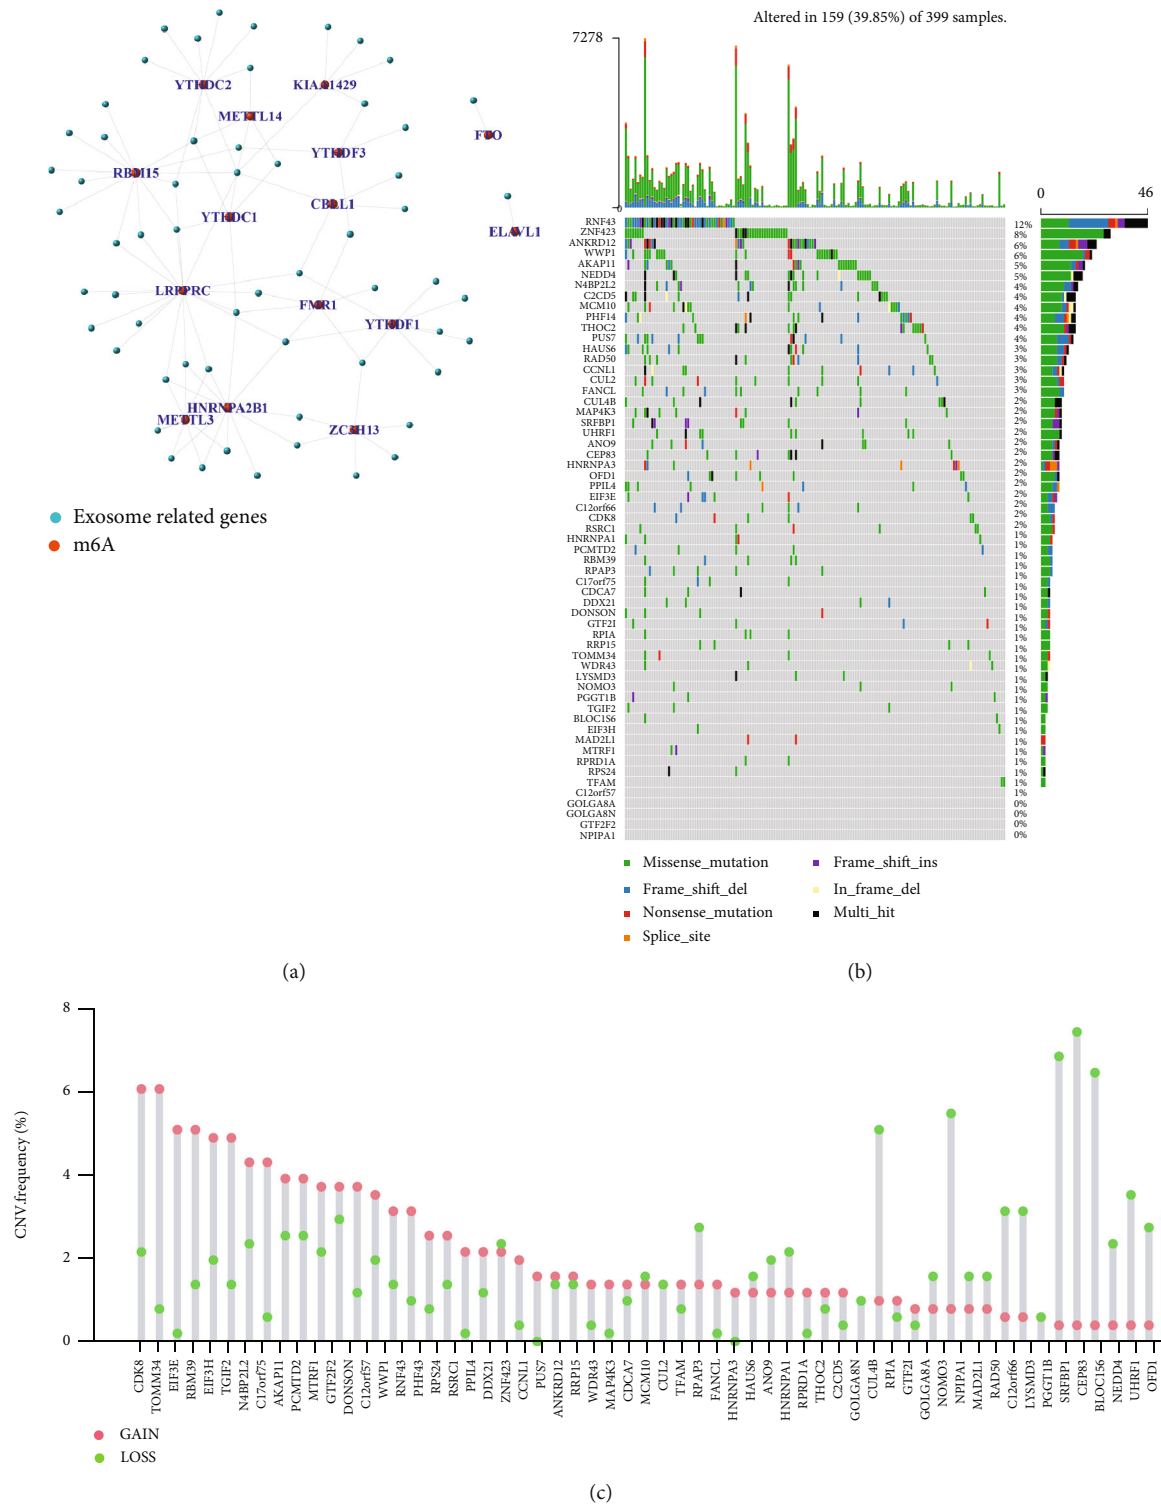 YTHDC2
KIAA1429
METTL14
FTO
YTHDF3
RBM15
CBLL1
YTHDC1
ELAVL1
LRPPRC
FMR1
YTHDF1
HNRNPA2B1
METTL3
ZC3H13
Exosome related genes
m6A
(a)
Altered in 159 (39.85%) of 399 samples.
7278
0
0 46
RNF43 12%
ZNF423 8%
ANKRD12 6%
WWP1 6%
AKAP11 5%
NEDD4 5%
N4BP2L2 4%
C2CD5 4%
MCM10 4%
PHF14 4%
THOC2 4%
PUS7 4%
HAUS6 3%
RAD50 3%
CCNL1 3%
CUL2 3%
FANCL 3%
CUL4B 2%
MAP4K3 2%
SRFBP1 2%
UHRF1 2%
ANO9 2%
CEP83 2%
HNRNPA3 2%
OFD1 2%
PPIL4 2%
EIF3E 2%
C12orf66 2%
CDK8 2%
RSRC1 1%
HNRNPA1 1%
PCMTD2 1%
RBM39 1%
RPAP3 1%
C17orf75 1%
CDCA7 1%
DDX21 1%
DONSON 1%
GTF2I 1%
RPIA 1%
RRP15 1%
TOMM34 1%
WDR43 1%
LYSMD3 1%
NOMO3 1%
PGGT1B 1%
TGIF2 1%
BLOC1S6 1%
EIF3H 1%
MAD2L1 1%
MTRF1 1%
RPRD1A 1%
RPS24 1%
TFAM 1%
C12orf57 1%
GOLGA8A 0%
GOLGA8N 0%
GTF2F2 0%
NPIPA1 0%
Missense_mutation Frame_shift_ins
Frame_shift_del In_frame_del
Nonsense_mutation Multi_hit
Splice_site
(b)
CNV.frequency (%)
8
6
4
2
0
CDK8
TOMM34
EIF3E
RBM39
EIF3H
TGIF2
N4BP2L2
C17orf75
AKAP11
PCMTD2
MTRF1
GTF2F2
DONSON
C12orf57
WWP1
RNF43
PHF43
RPS24
RSRC1
PPIL4
DDX21
ZNF423
CCNL1
PUS7
ANKRD12
RRP15
WDR43
MAP4K3
CDCA7
MCM10
CUL2
TFAM
RPAP3
FANCL
HNRNPA3
HAUS6
ANO9
HNRNPA1
RPRD1A
THOC2
C2CD5
GOLGA8N
CUL4B
RPIA
GTF2I
GOLGA8A
NOMO3
NPIPA1
MAD2L1
RAD50
C12orf66
LYSMD3
PGGT1B
SRFBP1
CEP83
BLOC156
NEDD4
UHRF1
OFD1
GAIN
LOSS
(c)